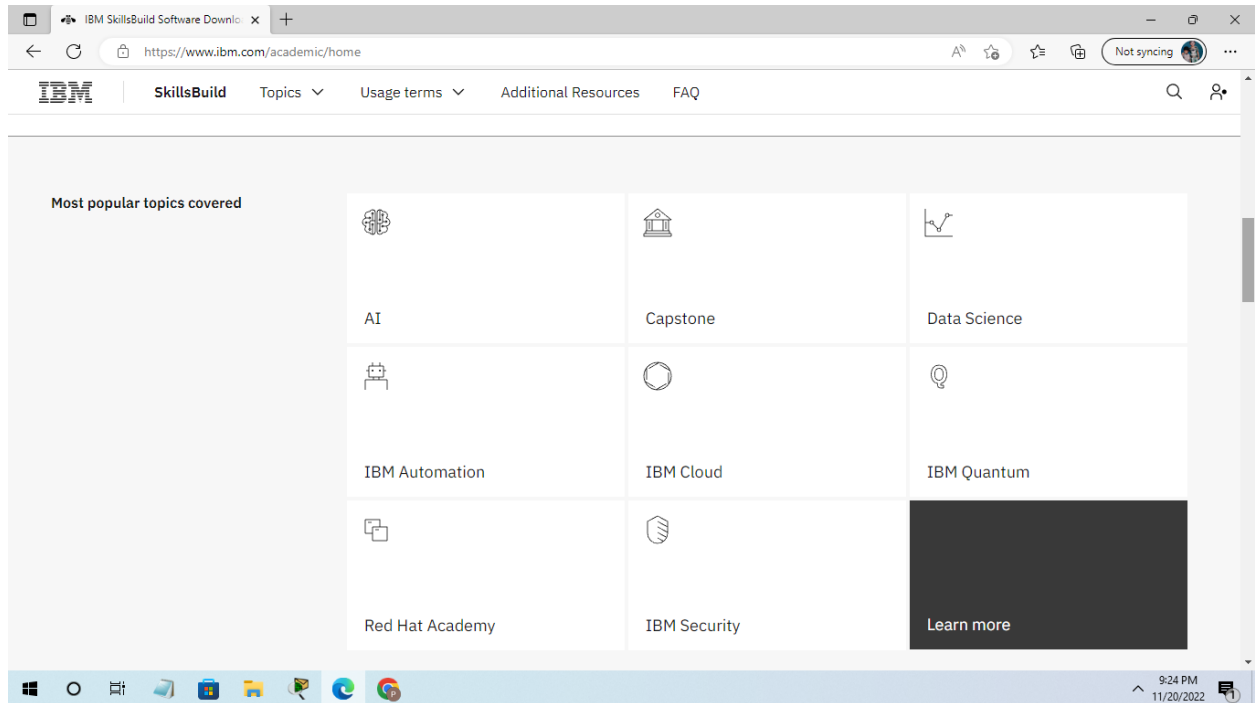 IBM SkillsBuild Software Downlo
https://www.ibm.com/academic/home
Not syncing
IBM SkillsBuild Topics Usage terms Additional Resources FAQ
Most popular topics covered
AI Capstone Data Science
IBM Automation IBM Cloud IBM Quantum
Red Hat Academy IBM Security Learn more
9:24 PM
11/20/2022
1